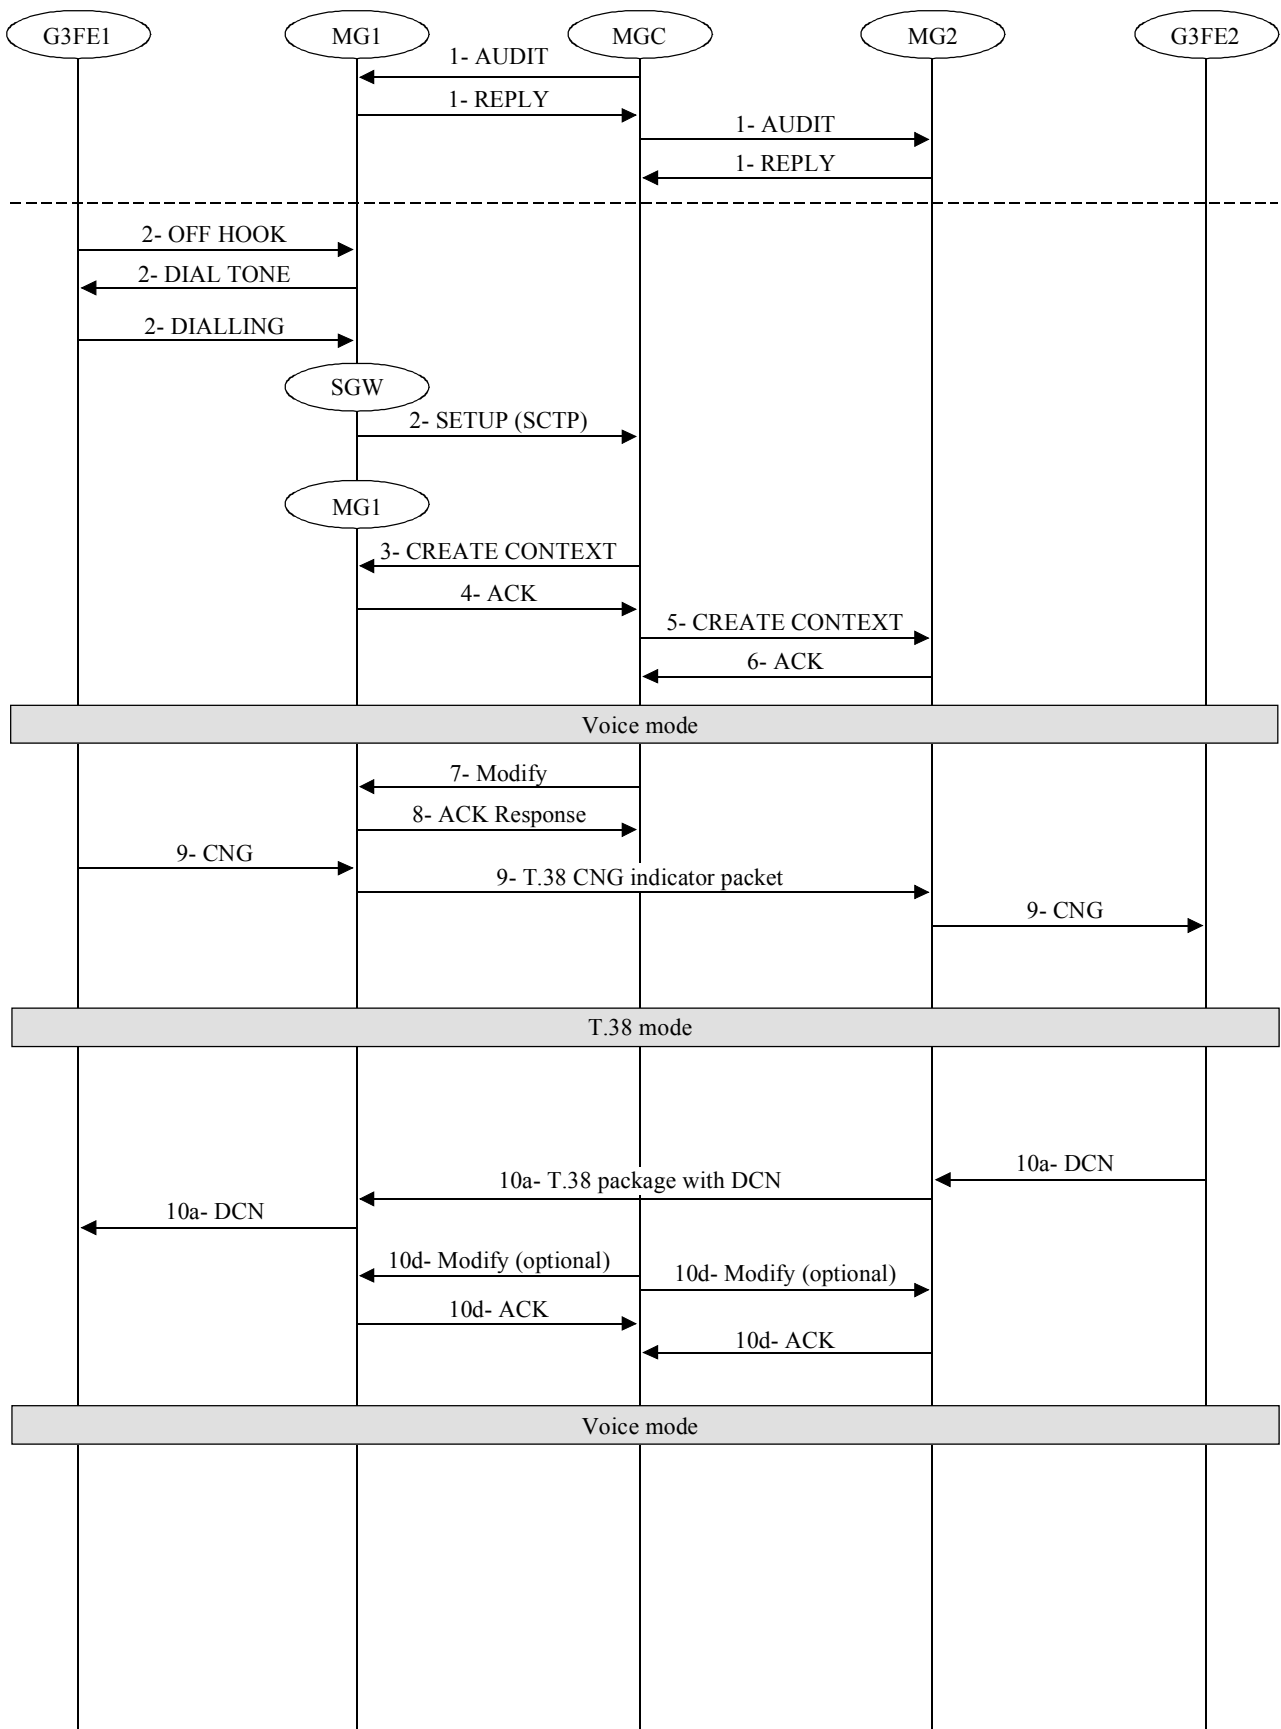 G3FE1 MG1 MGC MG2 G3FE2
1- AUDIT
1- REPLY
1- AUDIT
1- REPLY
2- OFF HOOK
2- DIAL TONE
2- DIALLING
SGW
2- SETUP (SCTP)
MG1
3- CREATE CONTEXT
4- ACK
5- CREATE CONTEXT
6- ACK
Voice mode
7- Modify
8- ACK Response
9- CNG
9- T.38 CNG indicator packet
9- CNG
T.38 mode
10a- DCN
10a- T.38 package with DCN
10a- DCN
10d- Modify (optional)
10d- Modify (optional)
10d- ACK
10d- ACK
Voice mode